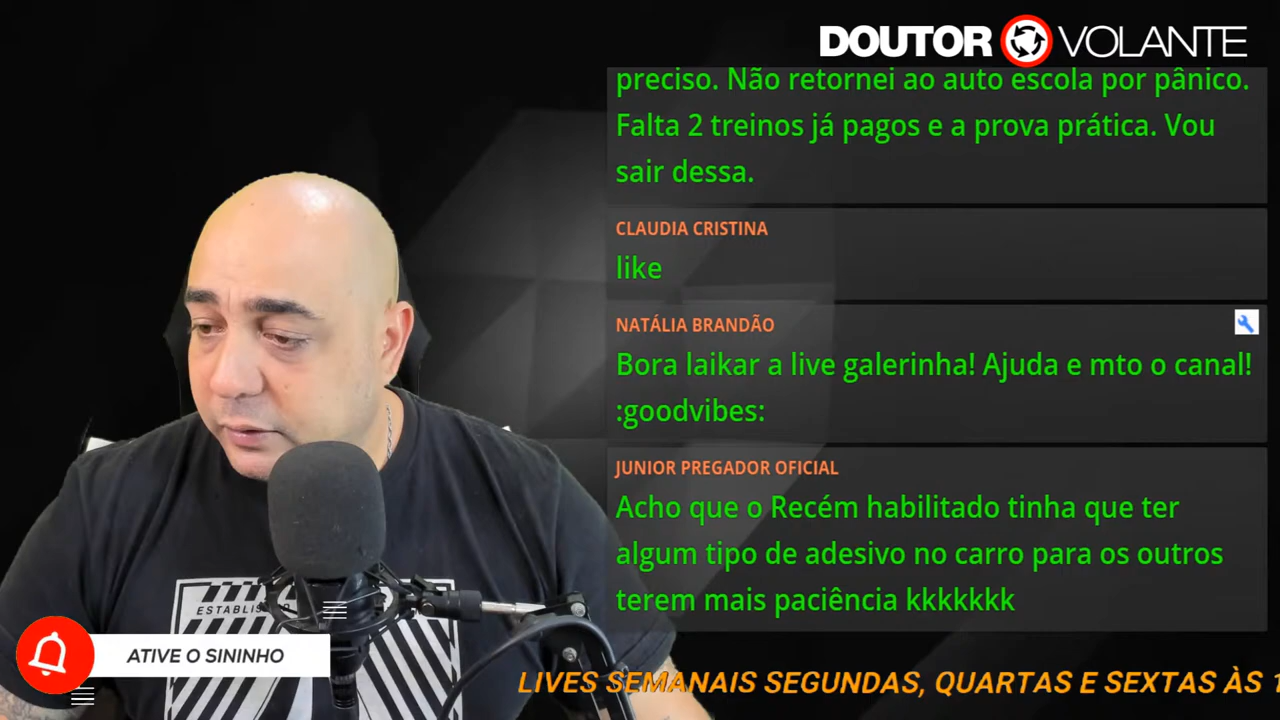 DOUTOR VOLANTE
preciso. Não retornei ao auto escola por pânico.
Falta 2 treinos já pagos e a prova prática. Vou
sair dessa.
CLAUDIA CRISTINA
like
NATÁLIA BRANDÃO
Bora laikar a live galerinha! Ajuda e mto o canal!
:goodvibes:
JUNIOR PREGADOR OFICIAL
Acho que o Recém habilitado tinha que ter
algum tipo de adesivo no carro para os outros
terem mais paciência kkkkkkk
ATIVE O SININHO
LIVES SEMANAIS SEGUNDAS, QUARTAS E SEXTAS ÀS